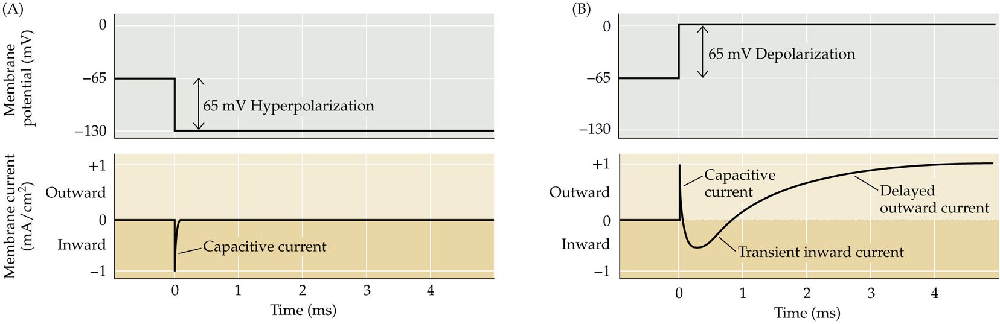 (A)
Membrane
potential (mV)
0
−65
−130
65 mV Hyperpolarization
Membrane current
(mA/cm²)
+1
Outward
0
Inward
−1
Capacitive current
0 1 2 3 4
Time (ms)
(B)
0
−65
−130
65 mV Depolarization
+1
Outward
0
Inward
−1
Capacitive
current
Delayed
outward current
Transient inward current
0 1 2 3 4
Time (ms)